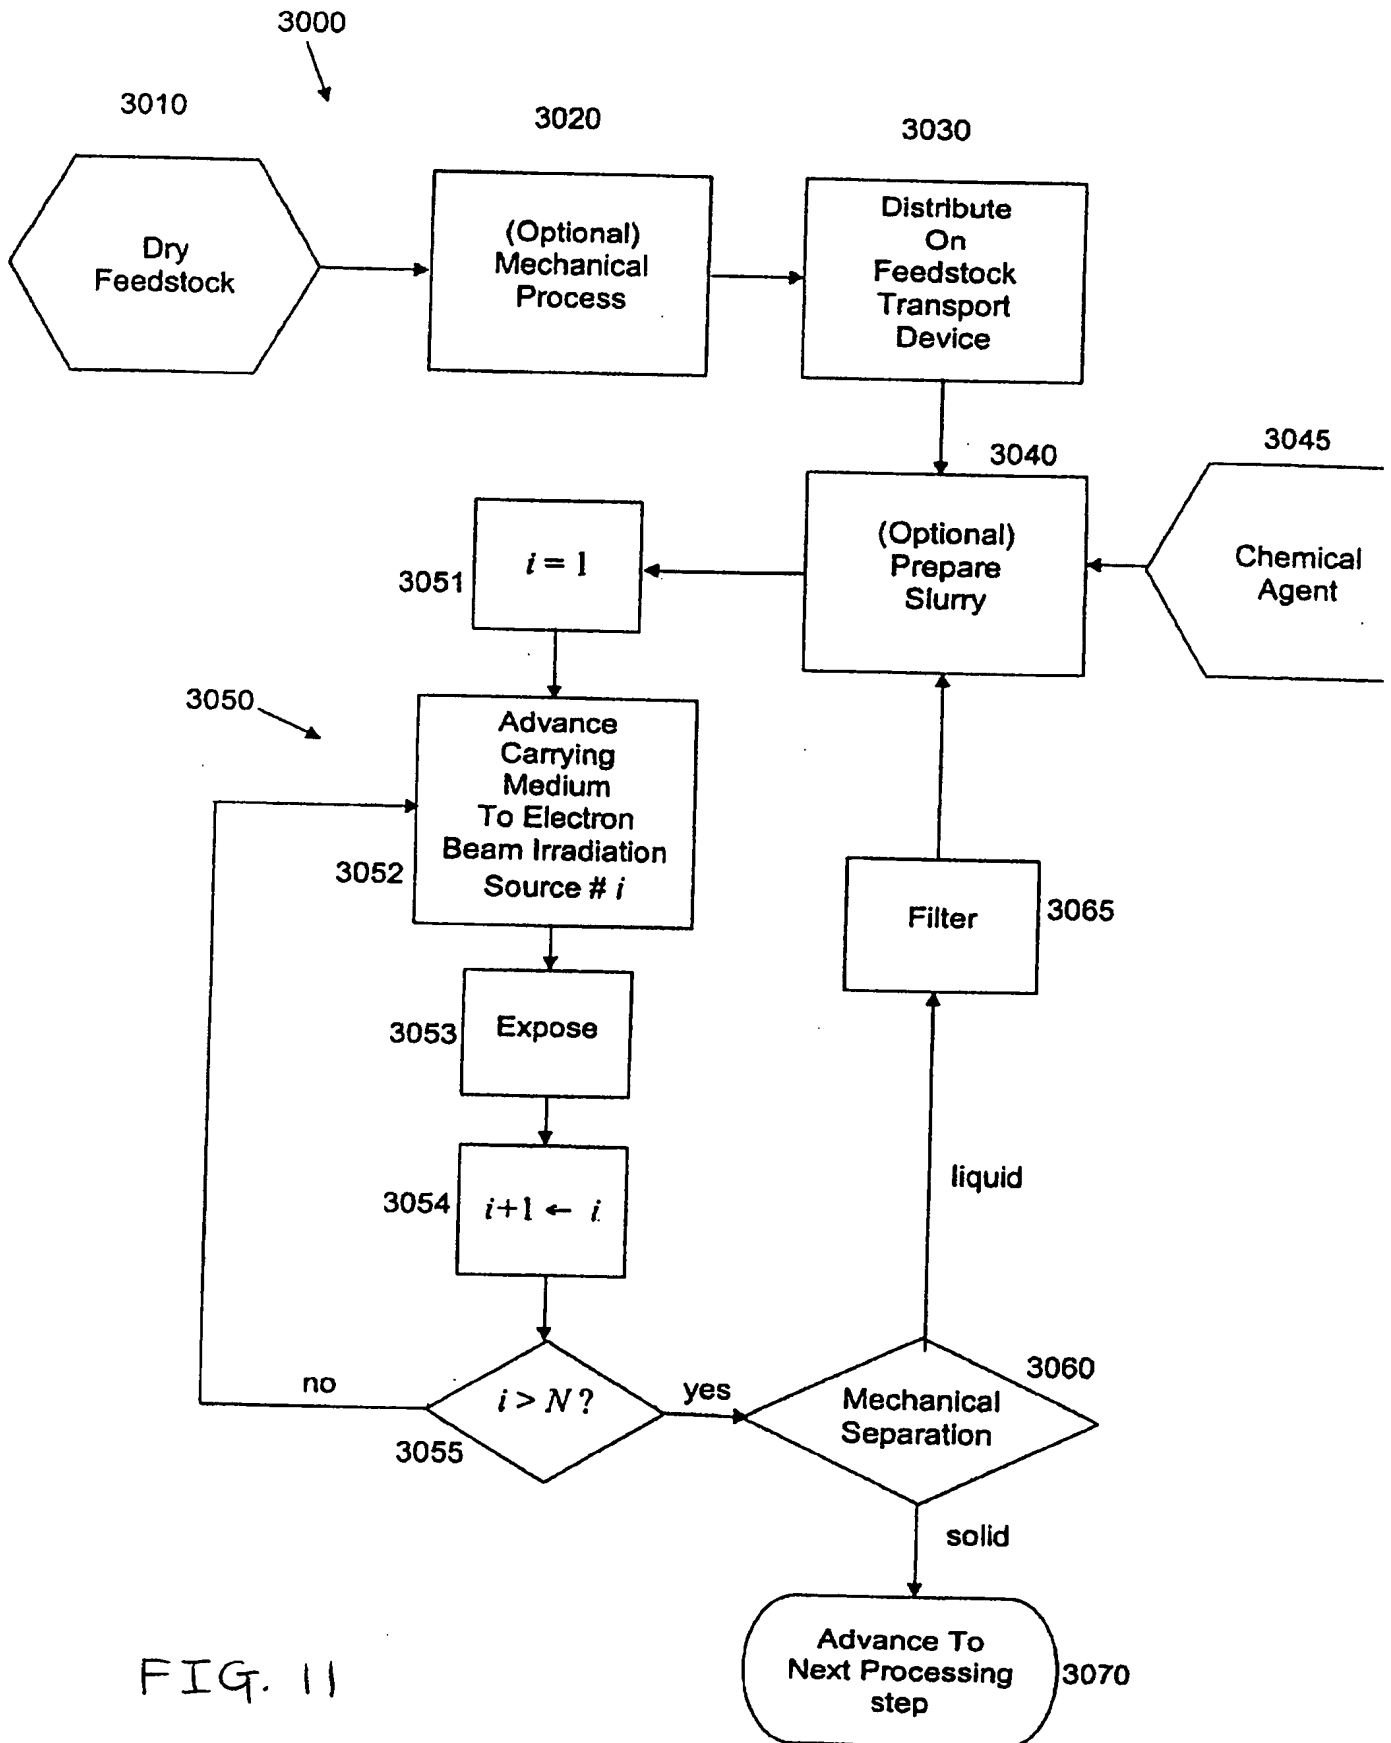 3000
3010
3020
3030
Dry
Feedstock
(Optional)
Mechanical
Process
Distribute
On
Feedstock
Transport
Device
3040
3045
(Optional)
Prepare
Slurry
Chemical
Agent
3051
i = 1
3050
Advance
Carrying
Medium
To Electron
Beam Irradiation
Source # i
3052
Filter
3065
3053
Expose
3054
i+1 ← i
liquid
no
i > N ?
yes
3055
3060
Mechanical
Separation
solid
Advance To
Next Processing
step
3070
FIG. 11